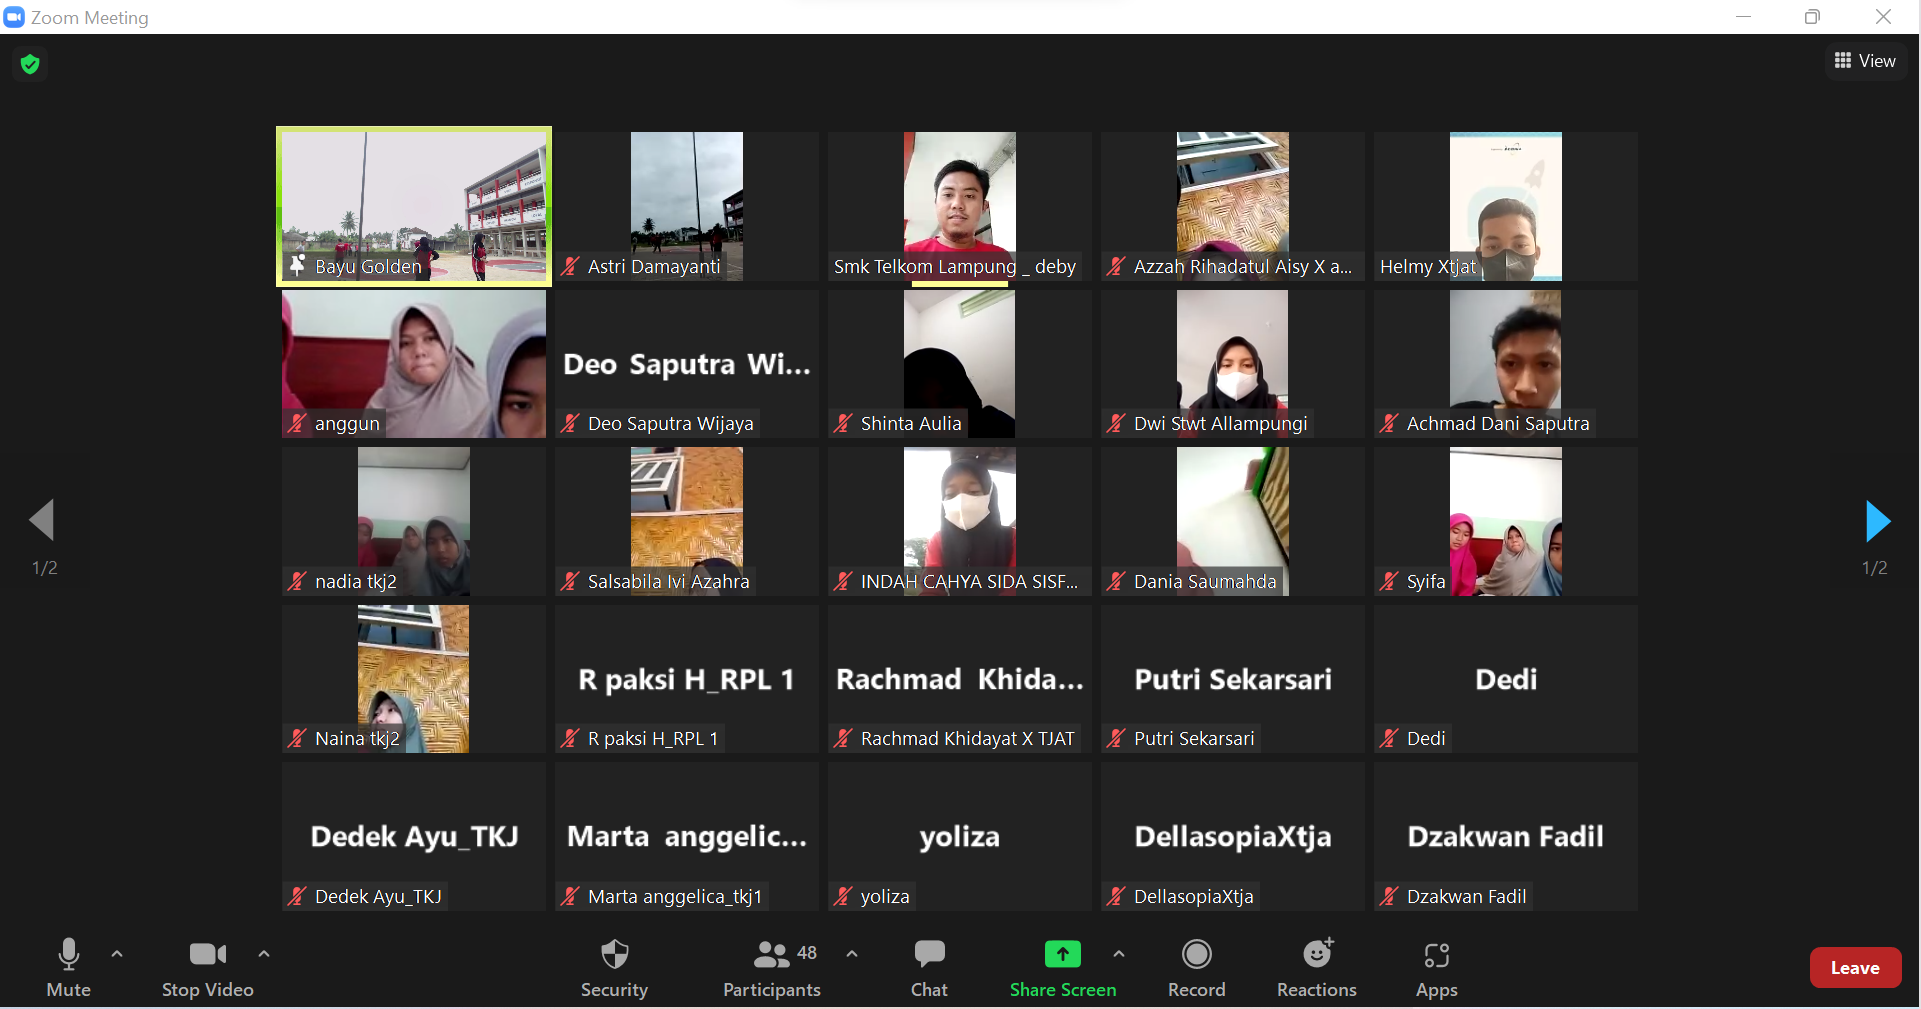 Zoom Meeting
View
Bayu Golden
Astri Damayanti
Smk Telkom Lampung _ deby
Azzah Rihadatul Aisy X a...
Helmy Xtjat
anggun
Deo Saputra Wi...
Deo Saputra Wijaya
Shinta Aulia
Dwi Stwt Allampungi
Achmad Dani Saputra
nadia tkj2
Salsabila Ivi Azahra
INDAH CAHYA SIDA SISF...
Dania Saumahda
Syifa
1/2
1/2
Naina tkj2
R paksi H_RPL 1
R paksi H_RPL 1
Rachmad Khida...
Rachmad Khidayat X TJAT
Putri Sekarsari
Putri Sekarsari
Dedi
Dedi
Dedek Ayu_TKJ
Dedek Ayu_TKJ
Marta anggelic...
Marta anggelica_tkj1
yoliza
yoliza
DellasopiaXtja
DellasopiaXtja
Dzakwan Fadil
Dzakwan Fadil
Mute
Stop Video
Security
48
Participants
Chat
Share Screen
Record
Reactions
Apps
Leave